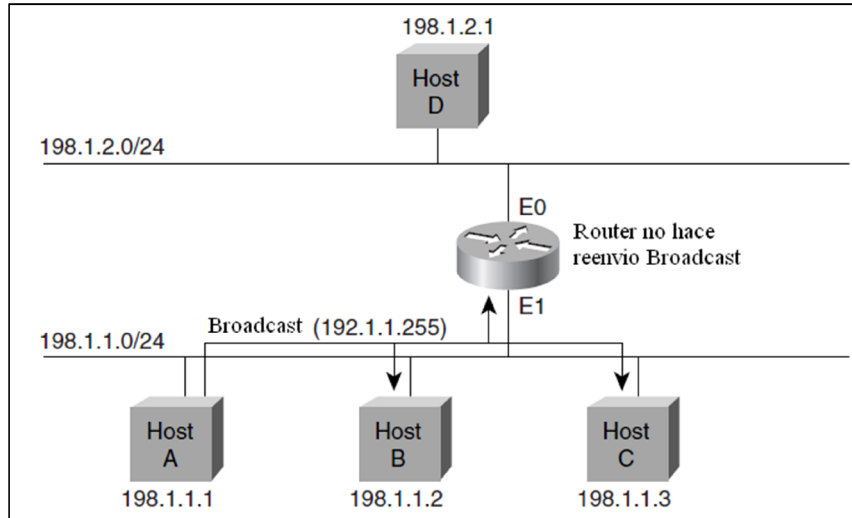 198.1.2.1
Host
D
198.1.2.0/24
E0
Router no hace
reenvio Broadcast
E1
Broadcast (192.1.1.255)
198.1.1.0/24
Host
A
Host
B
Host
C
198.1.1.1
198.1.1.2
198.1.1.3